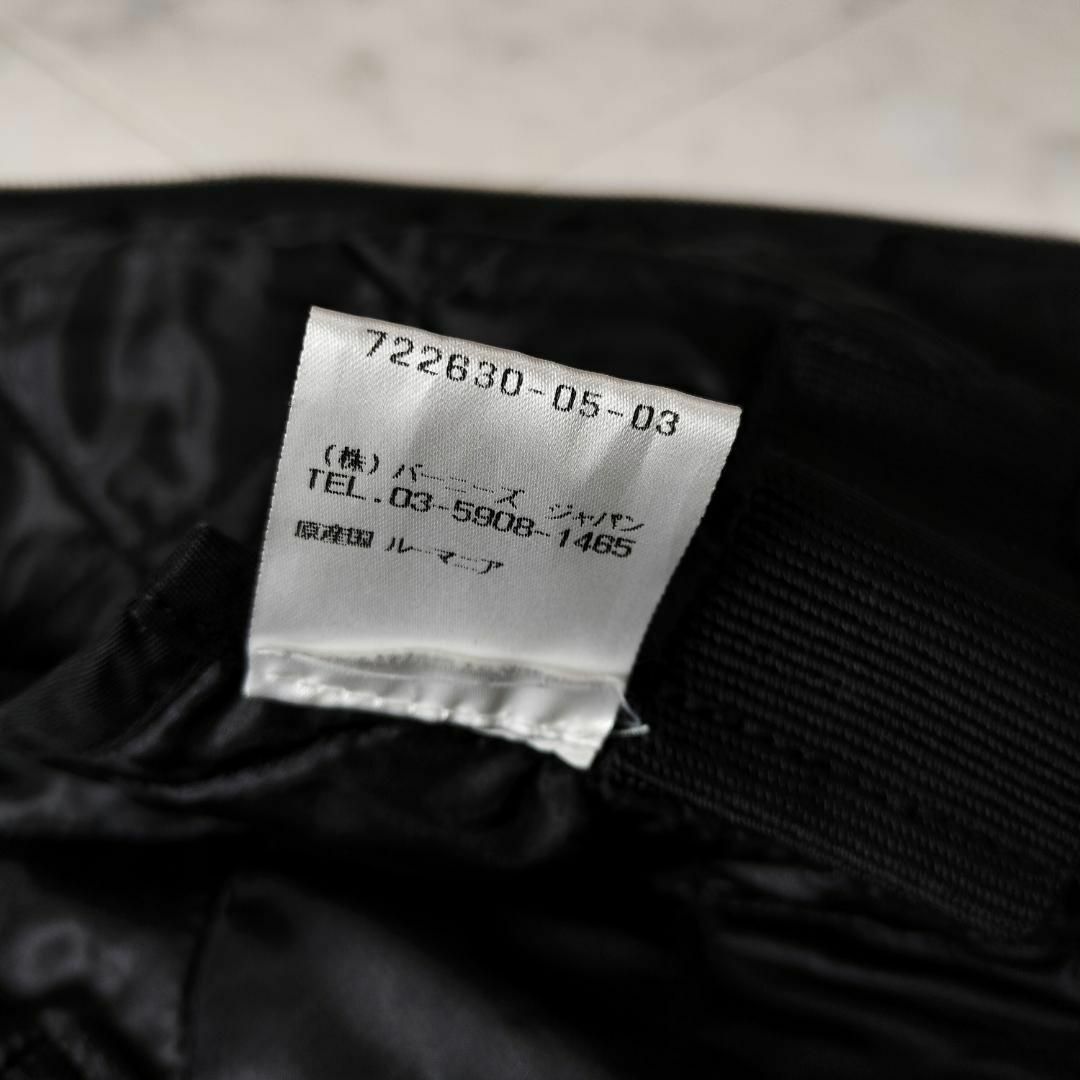 722630-05-03
(株)バーニーズ ジャパン
TEL.03-5908-1465
原産国 ルーマニア